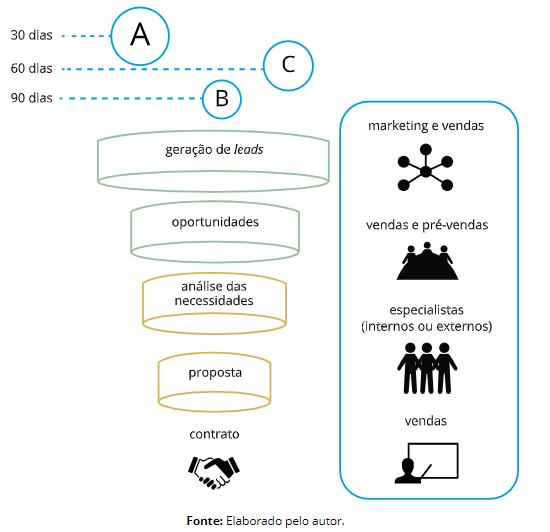 30 dias
A
60 dias
C
90 dias
B
geração de leads
oportunidades
análise das
necessidades
proposta
contrato
marketing e vendas
vendas e pré-vendas
especialistas
(internos ou externos)
vendas
Fonte: Elaborado pelo autor.